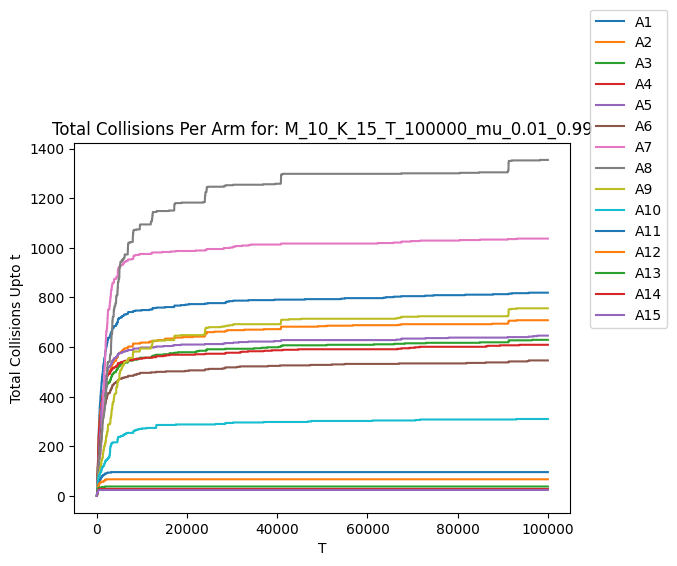 Total Collisions Per Arm for: M_10_K_15_T_100000_mu_0.01_0.99
Total Collisions Upto t
1400
1200
1000
800
600
400
200
0
0 20000 40000 60000 80000 100000
T
A1
A2
A3
A4
A5
A6
A7
A8
A9
A10
A11
A12
A13
A14
A15